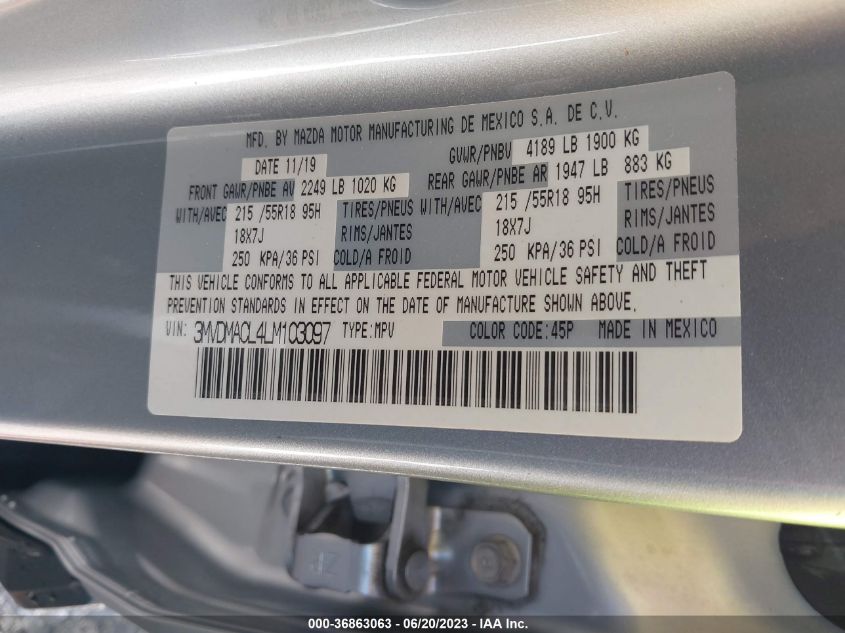 MFD. BY MAZDA MOTOR MANUFACTURING DE MEXICO S.A. DE C.V.
DATE 11/19 GVWR/PNBV 4189 LB 1900 KG
FRONT GAWR/PNBE AV 2249 LB 1020 KG REAR GAWR/PNBE AR 1947 LB 883 KG
WITH/AVEC 215 /55R18 95H TIRES/PNEUS WITH/AVEC 215 /55R18 95H TIRES/PNEUS
18X7J RIMS/JANTES 18X7J RIMS/JANTES
250 KPA/36 PSI COLD/A FROID 250 KPA/36 PSI COLD/A FROID
THIS VEHICLE CONFORMS TO ALL APPLICABLE FEDERAL MOTOR VEHICLE SAFETY AND THEFT
PREVENTION STANDARDS IN EFFECT ON THE DATE OF MANUFACTURE SHOWN ABOVE.
VIN: 3MVDMACL4LM103097 TYPE:MPV COLOR CODE:45P MADE IN MEXICO
000-36863063 - 06/20/2023 - IAA Inc.